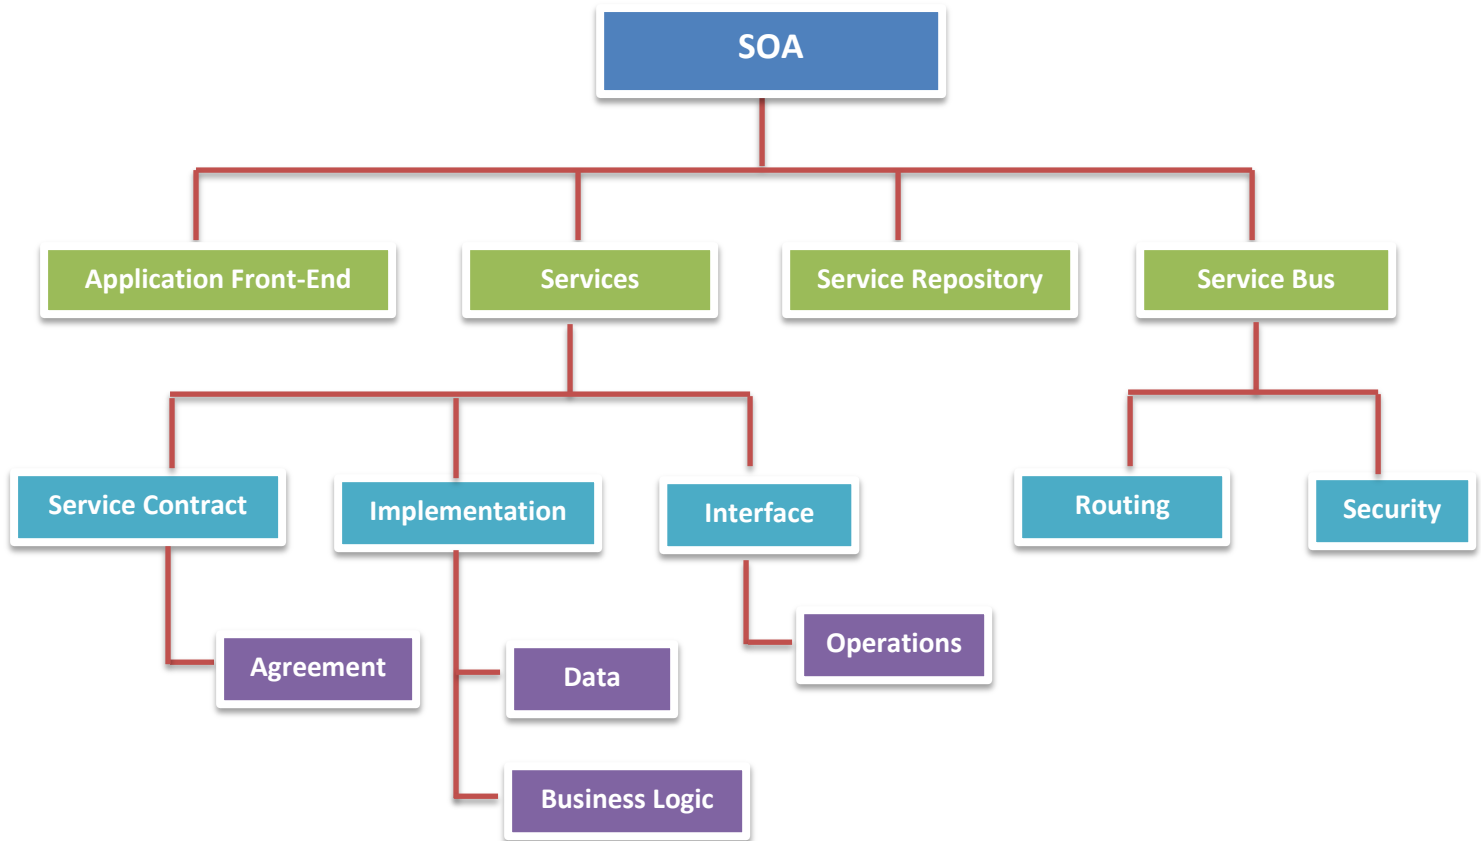 SOA
Application Front-End
Services
Service Repository
Service Bus
Service Contract
Implementation
Interface
Routing
Security
Agreement
Data
Operations
Business Logic